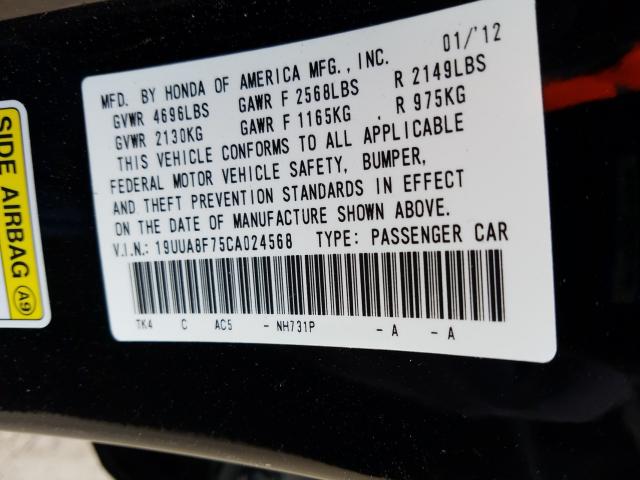 01/'12
MFD. BY HONDA OF AMERICA MFG., INC.
GVWR 4696LBS GAWR F 2568LBS R 2149LBS
GVWR 2130KG GAWR F 1165KG R 975KG
THIS VEHICLE CONFORMS TO ALL APPLICABLE
FEDERAL MOTOR VEHICLE SAFETY, BUMPER,
AND THEFT PREVENTION STANDARDS IN EFFECT
ON THE DATE OF MANUFACTURE SHOWN ABOVE.
V.I.N.: 19UUA8F75CA024568 TYPE: PASSENGER CAR
TK4 C AC5 - NH731P - A - A
SIDE AIRBAG A9